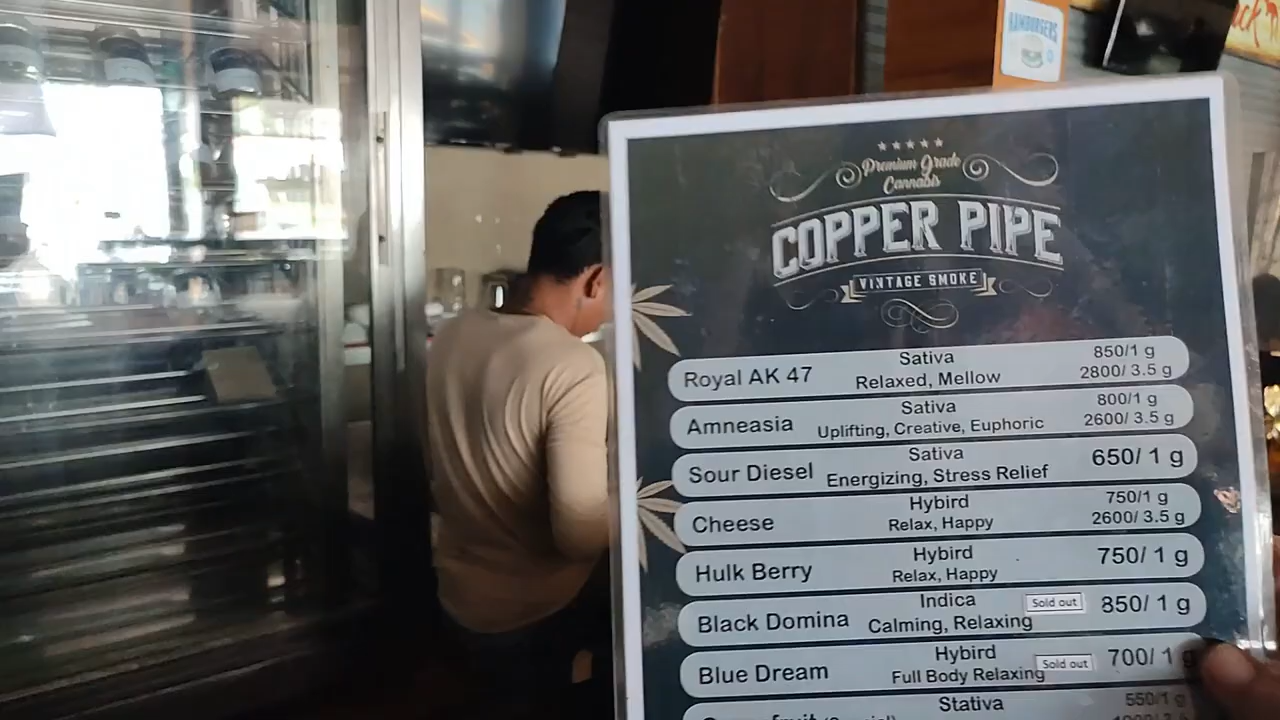 HAMBURGERS
Premium Grade
Cannabis
COPPER PIPE
VINTAGE SMOKE
Royal AK 47 Sativa 850/1 g
Relaxed, Mellow 2800/ 3.5 g
Amneasia Sativa 800/1 g
Uplifting, Creative, Euphoric 2600/ 3.5 g
Sour Diesel Sativa 650/ 1 g
Energizing, Stress Relief
Cheese Hybird 750/1 g
Relax, Happy 2600/ 3.5 g
Hulk Berry Hybird 750/ 1 g
Relax, Happy
Black Domina Indica Sold out 850/ 1 g
Calming, Relaxing
Blue Dream Hybird Sold out 700/ 1 g
Full Body Relaxing
Stativa 550/1 g